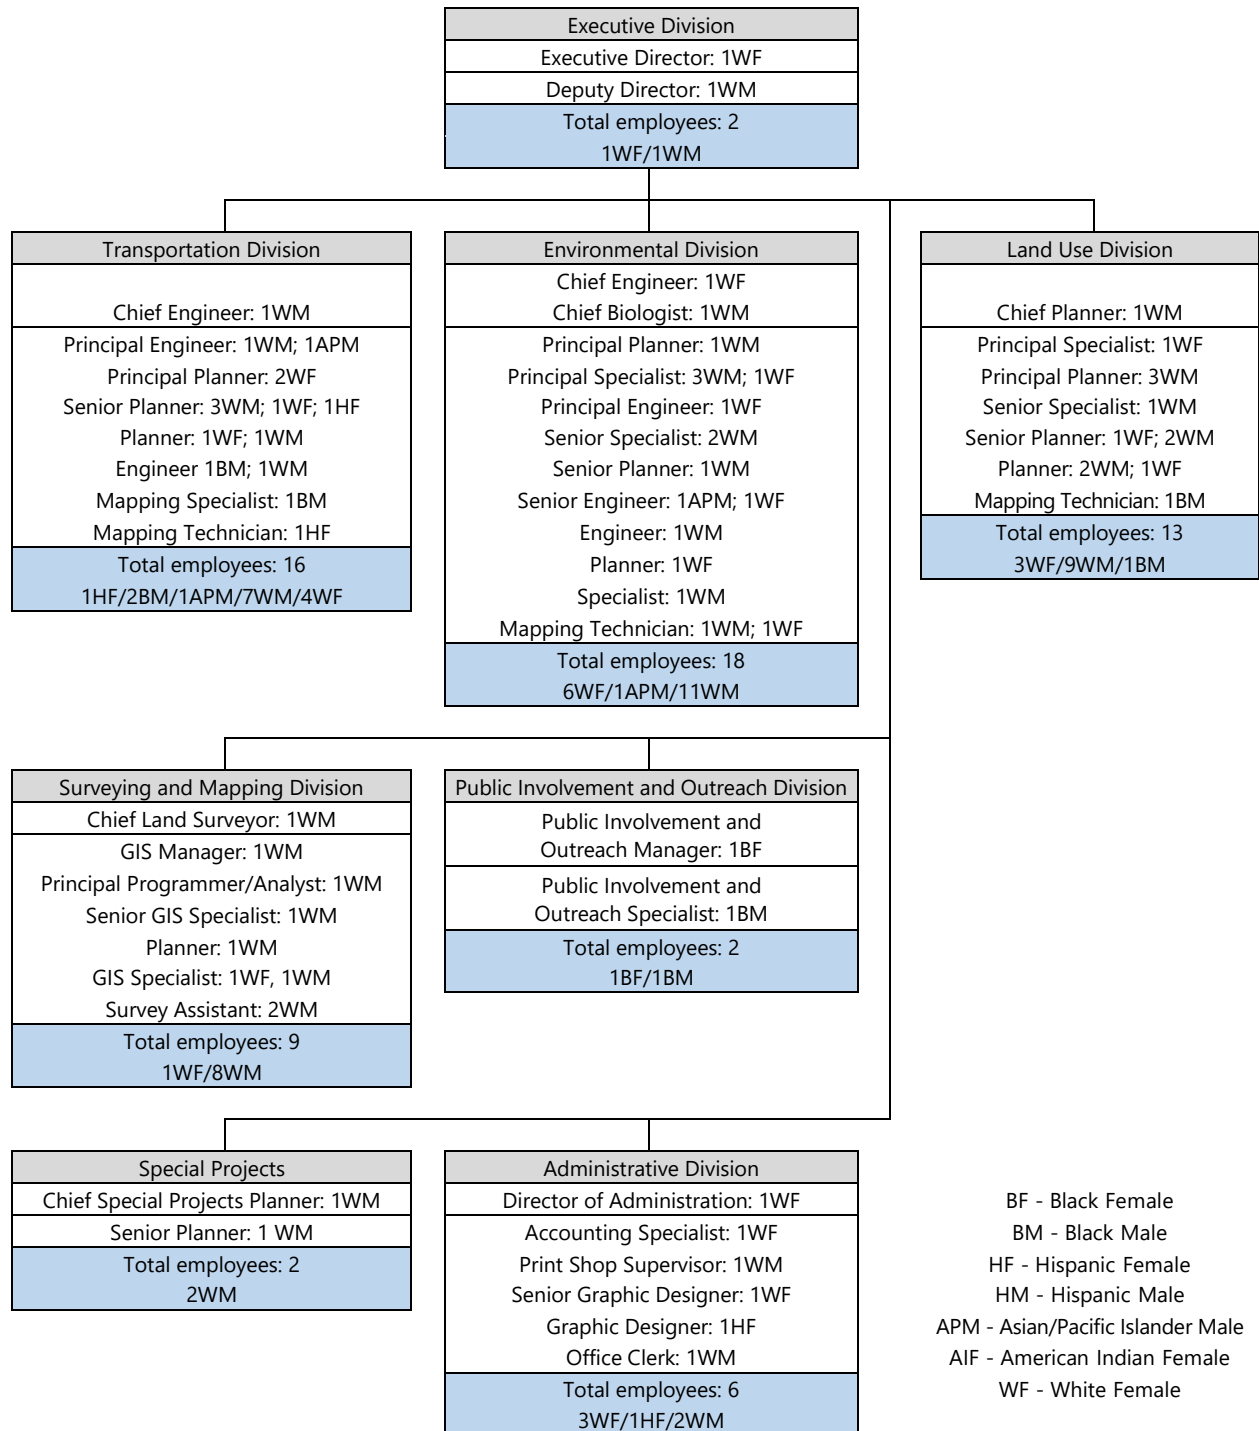 Executive Division
Executive Director: 1WF
Deputy Director: 1WM
Total employees: 2
1WF/1WM
Transportation Division
Chief Engineer: 1WM
Principal Engineer: 1WM; 1APM
Principal Planner: 2WF
Senior Planner: 3WM; 1WF; 1HF
Planner: 1WF; 1WM
Engineer 1BM; 1WM
Mapping Specialist: 1BM
Mapping Technician: 1HF
Total employees: 16
1HF/2BM/1APM/7WM/4WF
Environmental Division
Chief Engineer: 1WF
Chief Biologist: 1WM
Principal Planner: 1WM
Principal Specialist: 3WM; 1WF
Principal Engineer: 1WF
Senior Specialist: 2WM
Senior Planner: 1WM
Senior Engineer: 1APM; 1WF
Engineer: 1WM
Planner: 1WF
Specialist: 1WM
Mapping Technician: 1WM; 1WF
Total employees: 18
6WF/1APM/11WM
Land Use Division
Chief Planner: 1WM
Principal Specialist: 1WF
Principal Planner: 3WM
Senior Specialist: 1WM
Senior Planner: 1WF; 2WM
Planner: 2WM; 1WF
Mapping Technician: 1BM
Total employees: 13
3WF/9WM/1BM
Surveying and Mapping Division
Chief Land Surveyor: 1WM
GIS Manager: 1WM
Principal Programmer/Analyst: 1WM
Senior GIS Specialist: 1WM
Planner: 1WM
GIS Specialist: 1WF, 1WM
Survey Assistant: 2WM
Total employees: 9
1WF/8WM
Public Involvement and Outreach Division
Public Involvement and
Outreach Manager: 1BF
Public Involvement and
Outreach Specialist: 1BM
Total employees: 2
1BF/1BM
Special Projects
Chief Special Projects Planner: 1WM
Senior Planner: 1 WM
Total employees: 2
2WM
Administrative Division
Director of Administration: 1WF
Accounting Specialist: 1WF
Print Shop Supervisor: 1WM
Senior Graphic Designer: 1WF
Graphic Designer: 1HF
Office Clerk: 1WM
Total employees: 6
3WF/1HF/2WM
BF - Black Female
BM - Black Male
HF - Hispanic Female
HM - Hispanic Male
APM - Asian/Pacific Islander Male
AIF - American Indian Female
WF - White Female